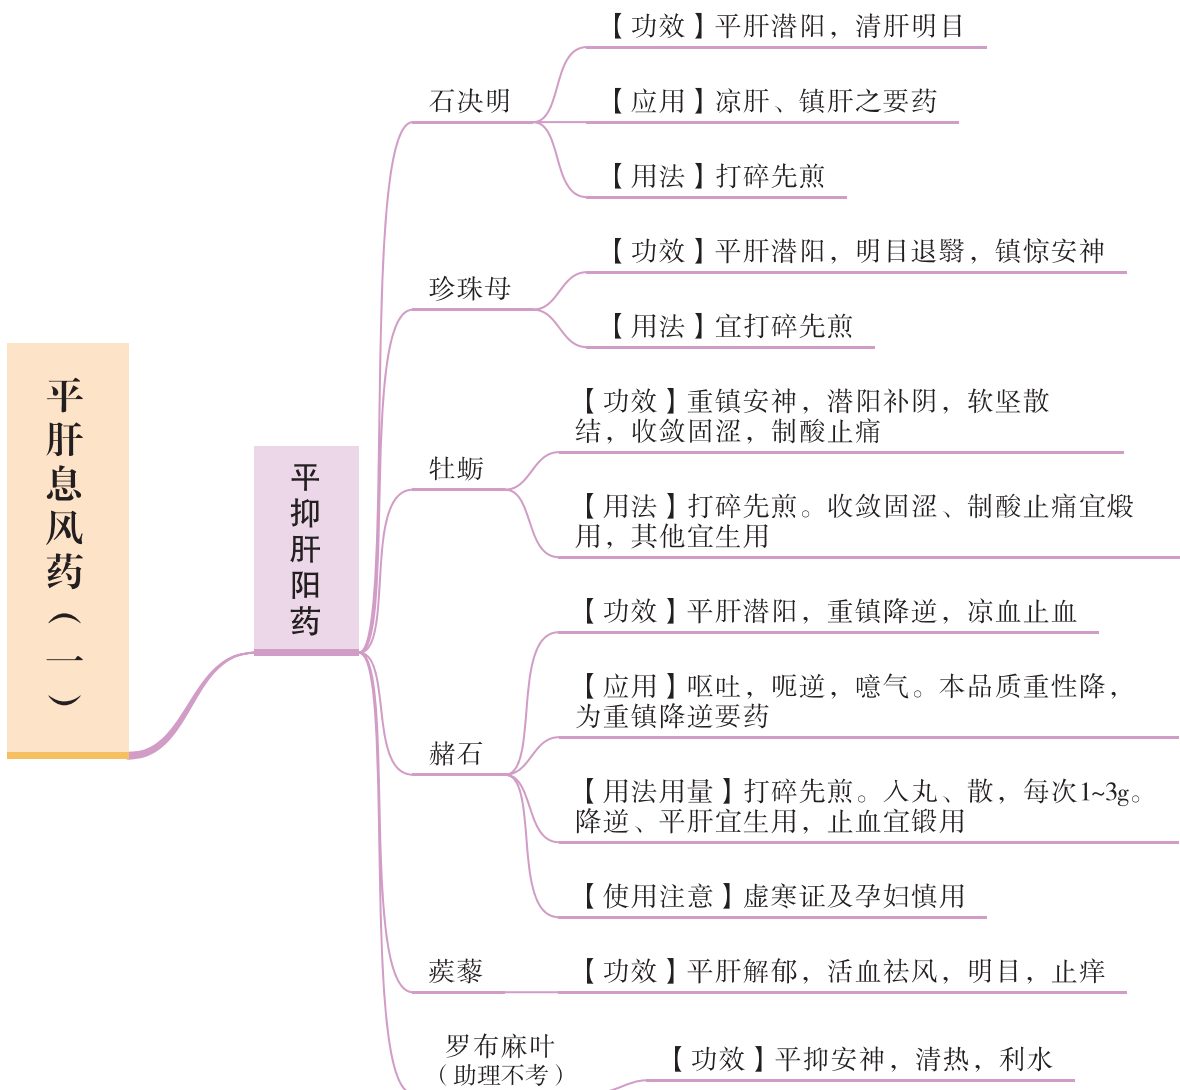 平肝息风药（一）
平抑肝阳药
石决明
【功效】平肝潜阳，清肝明目
【应用】凉肝、镇肝之要药
【用法】打碎先煎
珍珠母
【功效】平肝潜阳，明目退翳，镇惊安神
【用法】宜打碎先煎
牡蛎
【功效】重镇安神，潜阳补阴，软坚散
结，收敛固涩，制酸止痛
【用法】打碎先煎。收敛固涩、制酸止痛宜煅
用，其他宜生用
赭石
【功效】平肝潜阳，重镇降逆，凉血止血
【应用】呕吐，呃逆，噫气。本品质重性降，
为重镇降逆要药
【用法用量】打碎先煎。入丸、散，每次1~3g。
降逆、平肝宜生用，止血宜锻用
【使用注意】虚寒证及孕妇慎用
蒺藜
【功效】平肝解郁，活血祛风，明目，止痒
罗布麻叶
（助理不考）
【功效】平抑安神，清热，利水